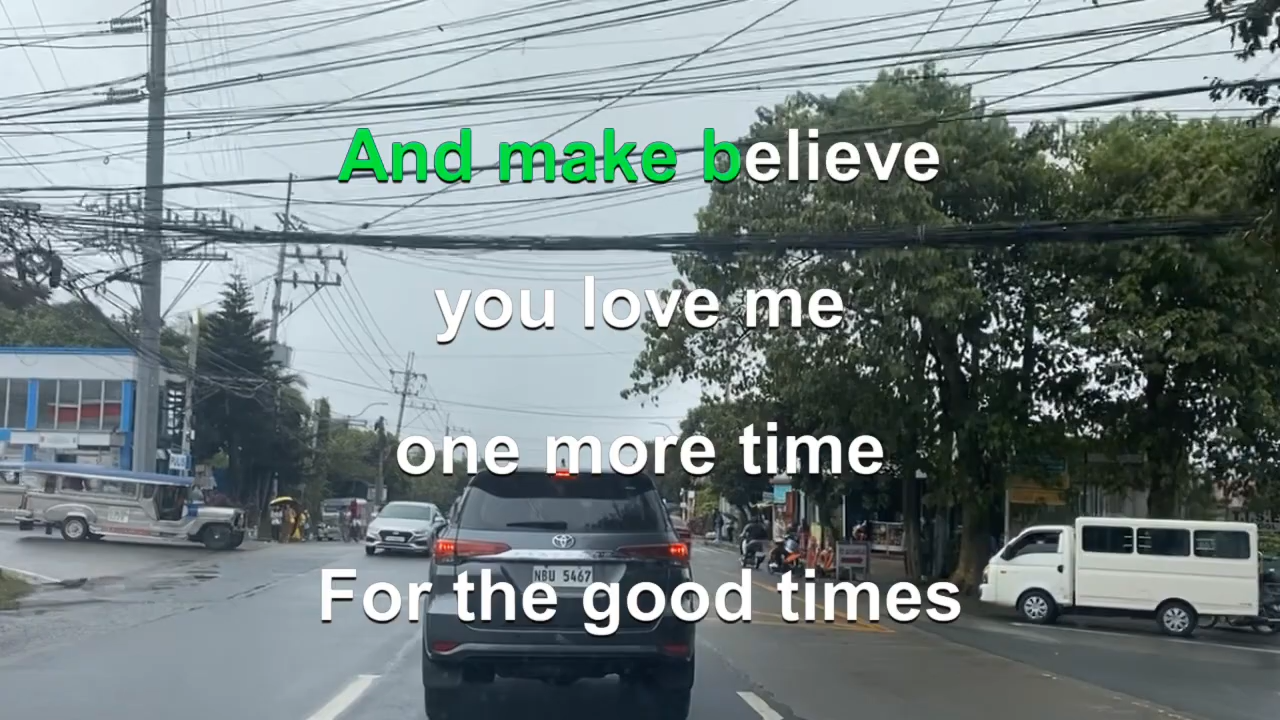 And make believe
you love me
one more time
For the good times
NBU 5467